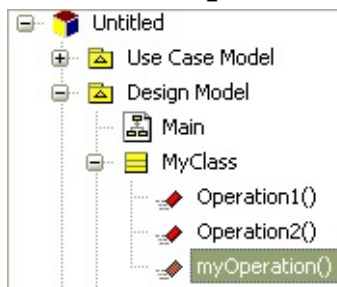 Untitled
Use Case Model
Design Model
Main
MyClass
Operation1()
Operation2()
myOperation()